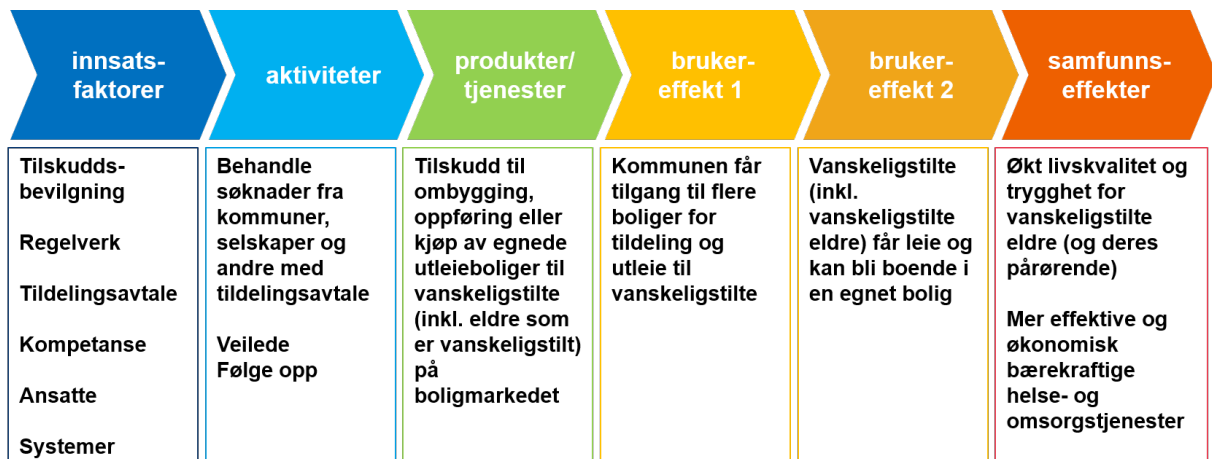 innsats-
faktorer
aktiviteter
produkter/
tjenester
bruker-
effekt 1
bruker-
effekt 2
samfunns-
effekter
Tilskudds-
bevilgning
Regelverk
Tildelingsavtale
Kompetanse
Ansatte
Systemer
Behandle
søknader fra
kommuner,
selskaper og
andre med
tildelingsavtale
Veilede
Følge opp
Tilskudd til
ombygging,
oppføring eller
kjøp av egnede
utleieboliger til
vanskeligstilte
(inkl. eldre som
er vanskeligstilt)
på
boligmarkedet
Kommunen får
tilgang til flere
boliger for
tildeling og
utleie til
vanskeligstilte
Vanskeligstilte
(inkl.
vanskeligstilte
eldre) får leie og
kan bli boende i
en egnet bolig
Økt livskvalitet og
trygghet for
vanskeligstilte
eldre (og deres
pårørende)
Mer effektive og
økonomisk
bærekraftige
helse- og
omsorgstjenester